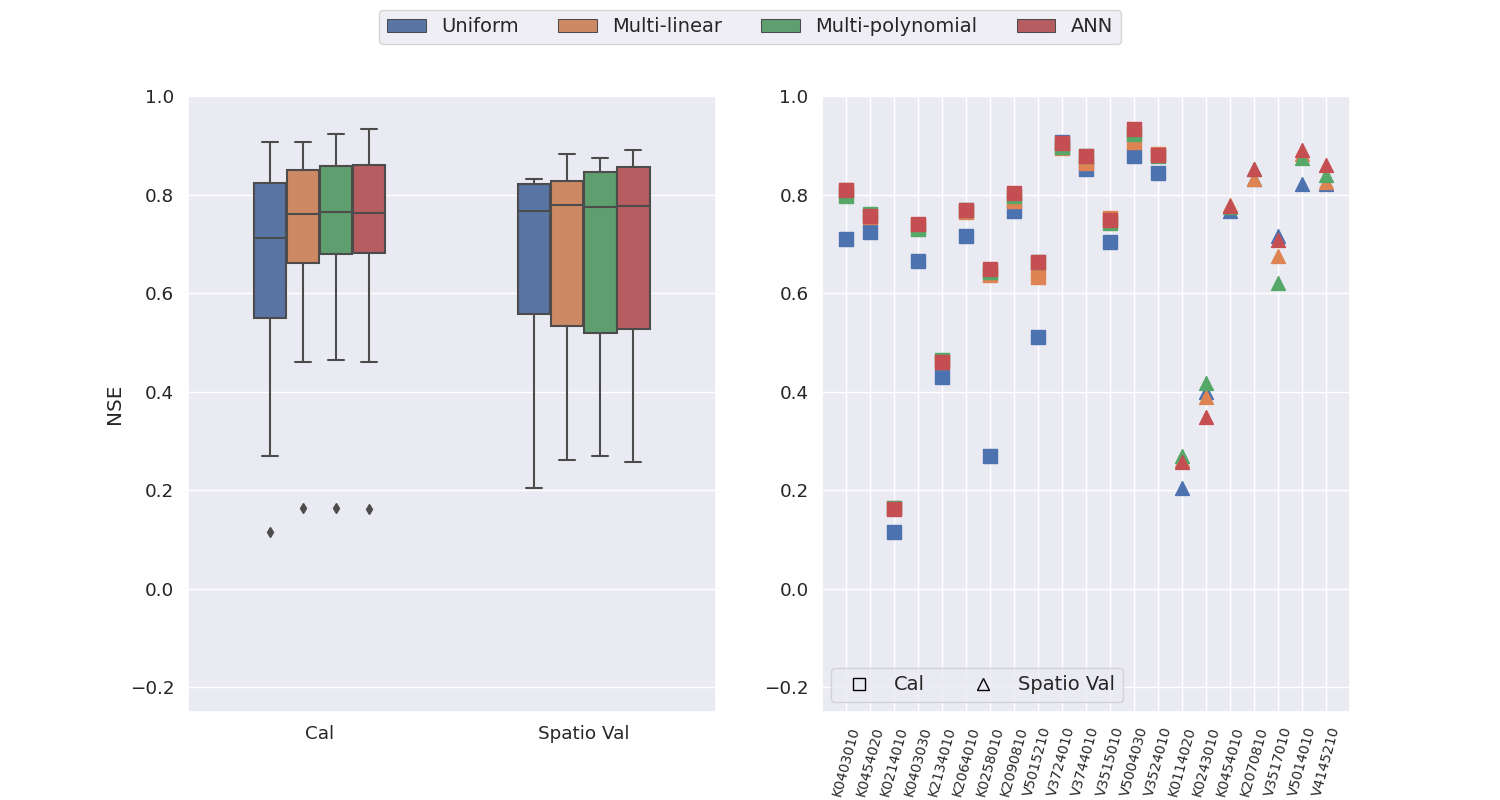 Uniform Multi-linear Multi-polynomial ANN
1.0
0.8
0.6
0.4
0.2
0.0
−0.2
NSE
Cal Spatio Val
1.0
0.8
0.6
0.4
0.2
0.0
−0.2
Cal Spatio Val
K0403010
K0454020
K0214010
K0403030
K2134010
K2064010
K0258010
K2090810
V5015210
V3724010
V3744010
V3515010
V5004030
V3524010
K0114020
K0243010
K0454010
K2070810
V3517010
V5014010
V4145210